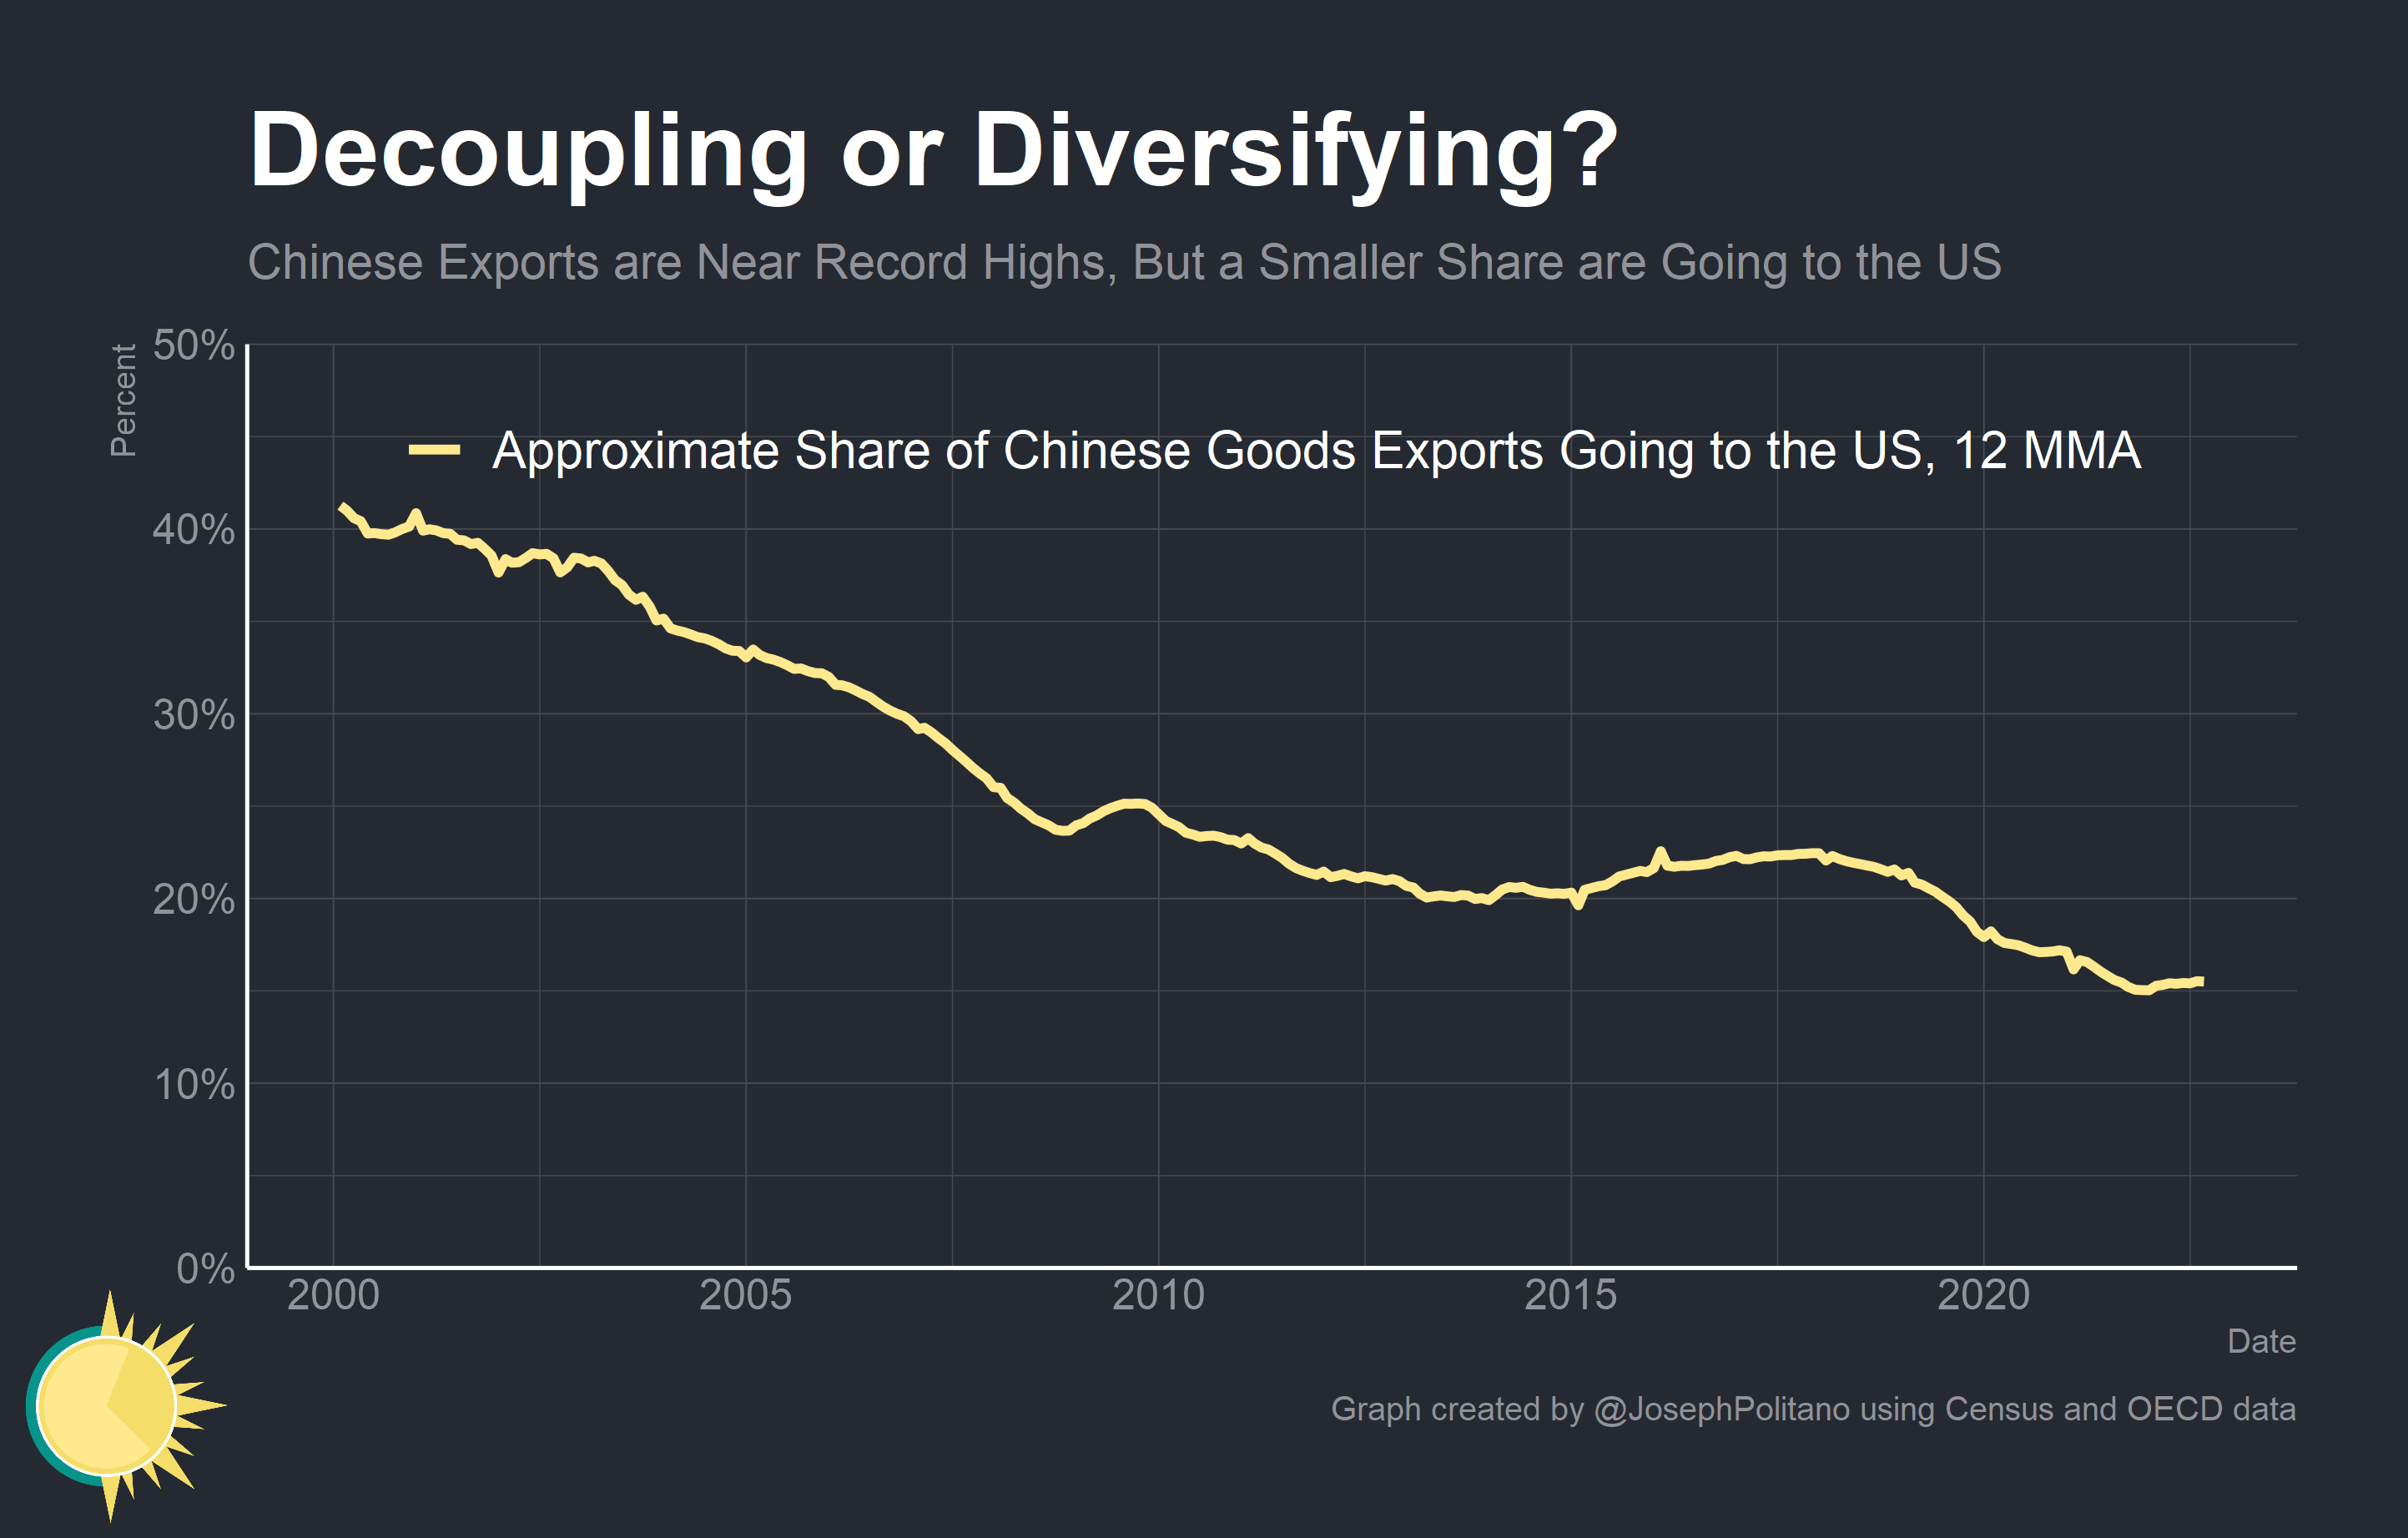 Decoupling or Diversifying?
Chinese Exports are Near Record Highs, But a Smaller Share are Going to the US
Percent
50%
Approximate Share of Chinese Goods Exports Going to the US, 12 MMA
40%
30%
20%
10%
0%
2000 2005 2010 2015 2020
Date
Graph created by @JosephPolitano using Census and OECD data